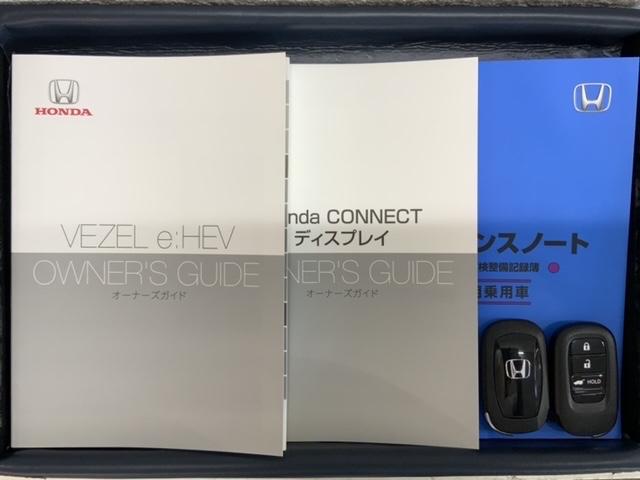 HONDA
VEZEL e:HEV
OWNER'S GUIDE
オーナーズガイド
nda CONNECT
ディスプレイ
NER'S GUIDE
オーナーズガイド
ンスノート
検整備記録簿
用乗用車
HOLD